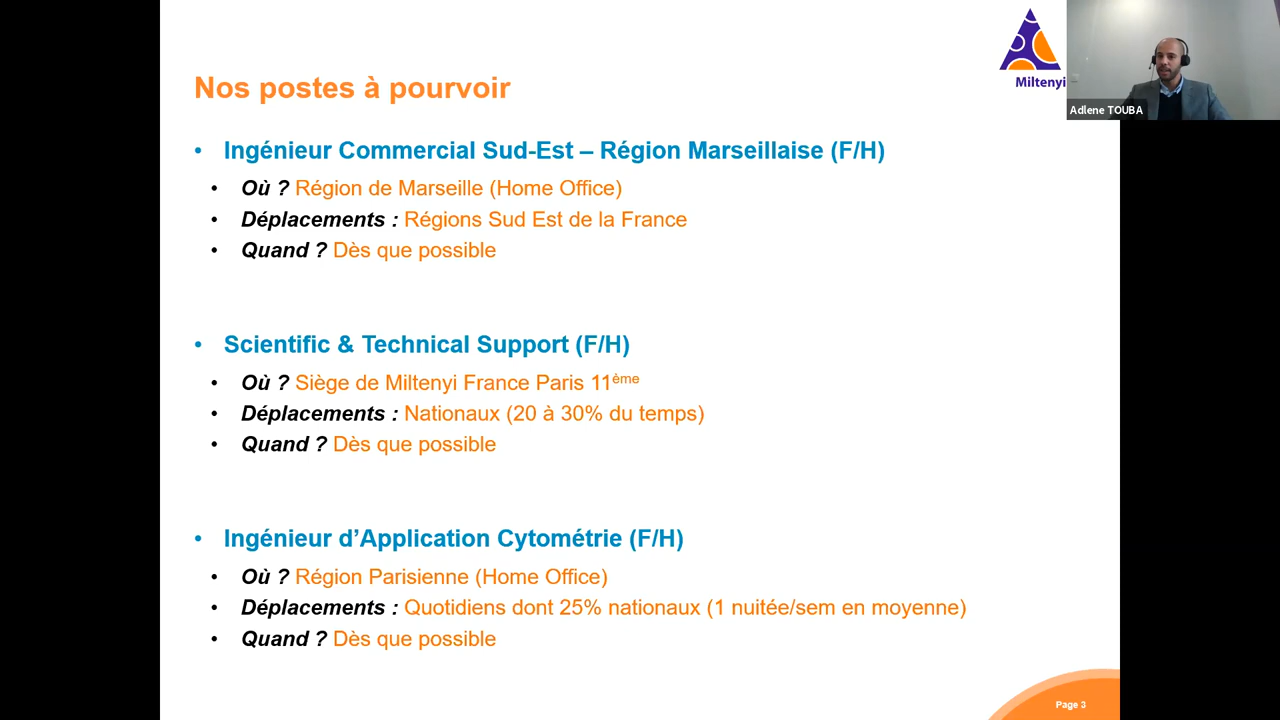 Miltenyi
Adlene TOUBA
Nos postes à pourvoir
• Ingénieur Commercial Sud-Est – Région Marseillaise (F/H)
• Où ? Région de Marseille (Home Office)
• Déplacements : Régions Sud Est de la France
• Quand ? Dès que possible
• Scientific & Technical Support (F/H)
• Où ? Siège de Miltenyi France Paris 11ème
• Déplacements : Nationaux (20 à 30% du temps)
• Quand ? Dès que possible
• Ingénieur d’Application Cytométrie (F/H)
• Où ? Région Parisienne (Home Office)
• Déplacements : Quotidiens dont 25% nationaux (1 nuitée/sem en moyenne)
• Quand ? Dès que possible
Page 3